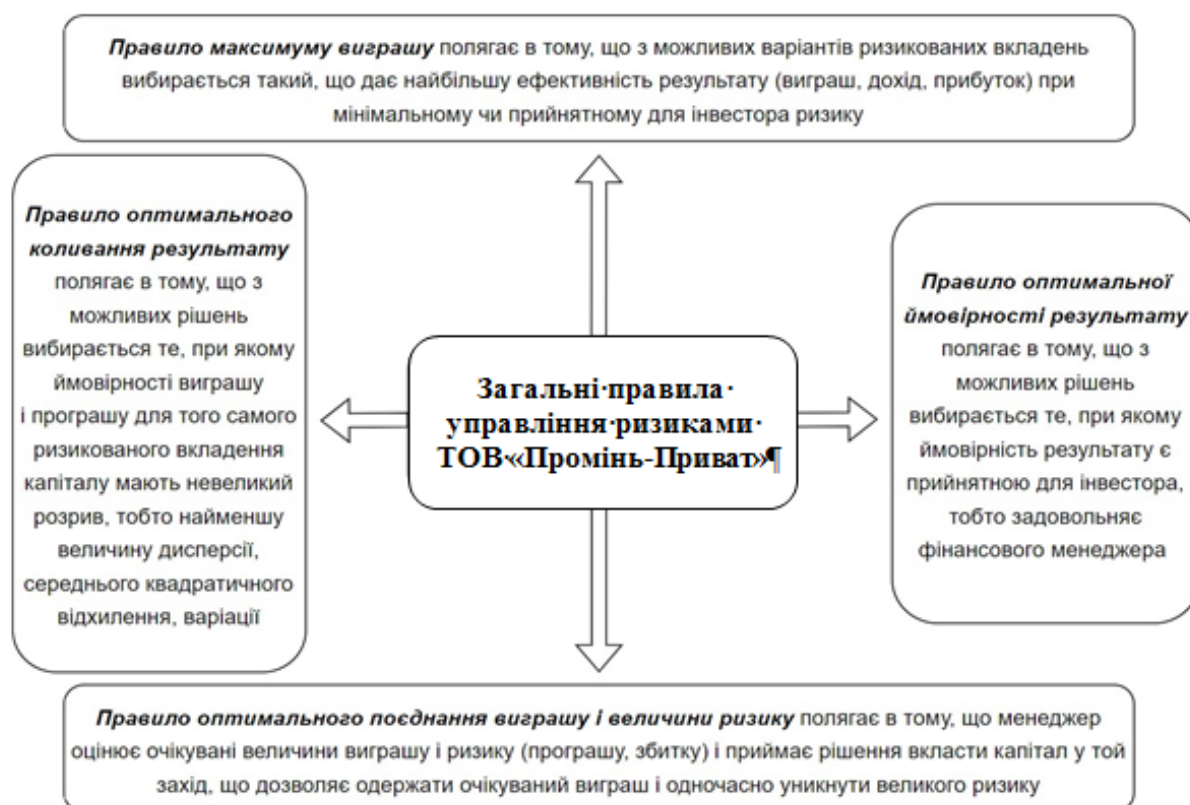 Правило максимуму виграшу полягає в тому, що з можливих варіантів ризикованих вкладень
вибирається такий, що дає найбільшу ефективність результату (виграш, дохід, прибуток) при
мінімальному чи прийнятному для інвестора ризику
Правило оптимального
коливання результату
полягає в тому, що з
можливих рішень
вибирається те, при якому
ймовірності виграшу
і програшу для того самого
ризикованого вкладення
капіталу мають невеликий
розрив, тобто найменшу
величину дисперсії,
середнього квадратичного
відхилення, варіації
Загальні·правила·
управління·ризиками·
ТОВ·«Промінь-Приват»¶
Правило оптимальної
ймовірності результату
полягає в тому, що з
можливих рішень
вибирається те, при якому
ймовірність результату є
прийнятною для інвестора,
тобто задовольняє
фінансового менеджера
Правило оптимального поєднання виграшу і величини ризику полягає в тому, що менеджер
оцінює очікувані величини виграшу і ризику (програшу, збитку) і приймає рішення вкласти капітал у той
захід, що дозволяє одержати очікуваний виграш і одночасно уникнути великого ризику